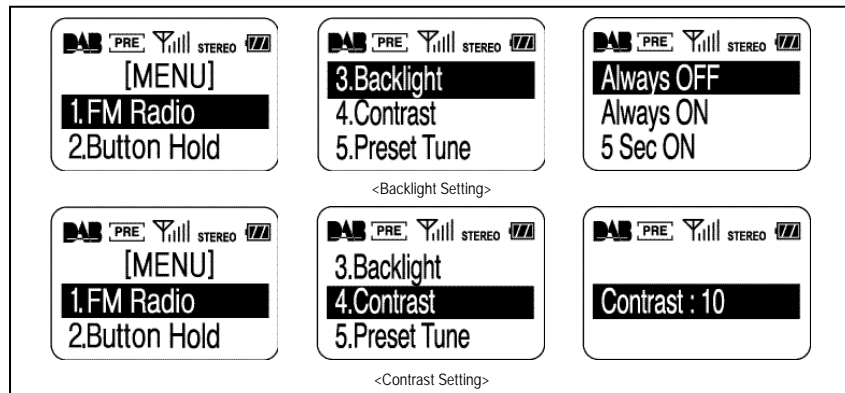 DAB PRE STEREO
[MENU]
1.FM Radio
2.Button Hold
DAB PRE STEREO
3.Backlight
4.Contrast
5.Preset Tune
DAB PRE STEREO
Always OFF
Always ON
5 Sec ON
<Backlight Setting>
DAB PRE STEREO
[MENU]
1.FM Radio
2.Button Hold
DAB PRE STEREO
3.Backlight
4.Contrast
5.Preset Tune
DAB PRE STEREO
Contrast : 10
<Contrast Setting>